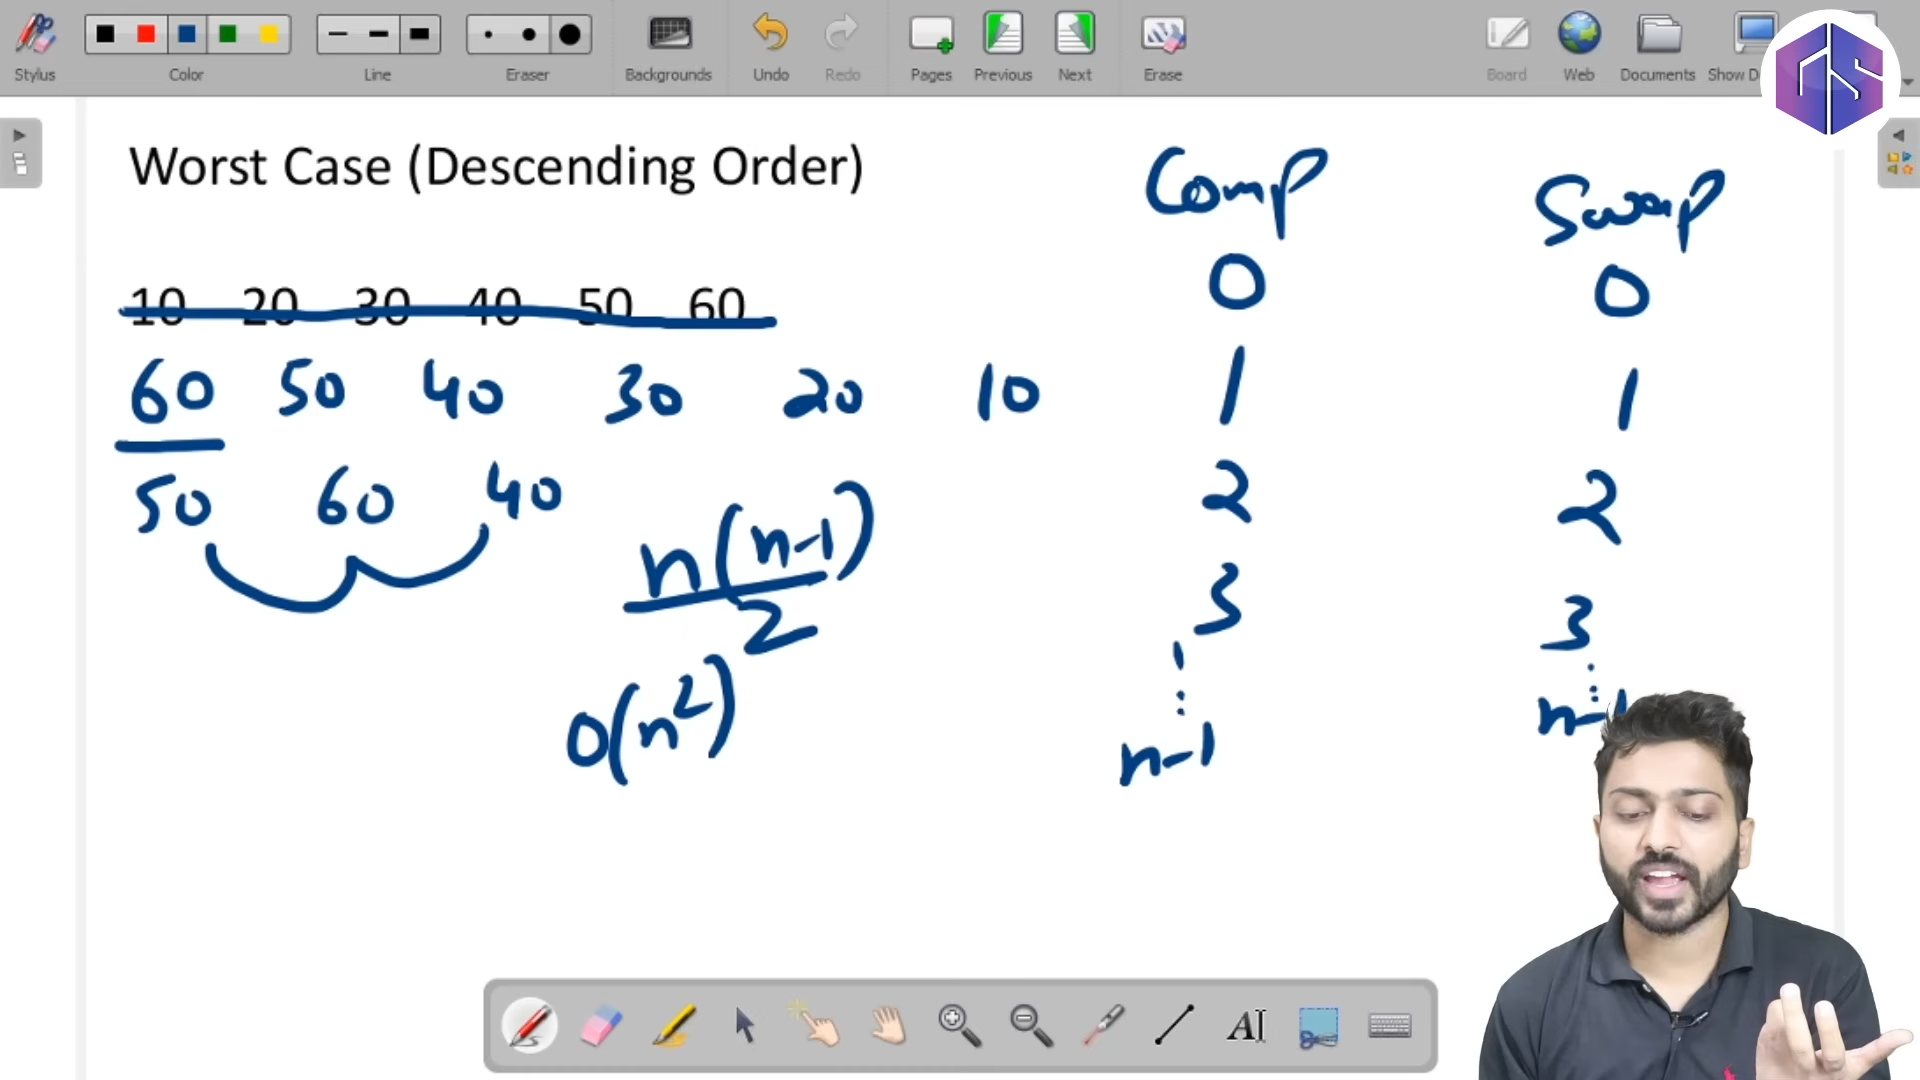 Stylus Color Line Eraser Backgrounds Undo Redo Pages Previous Next Erase Board Web Documents Show D
Worst Case (Descending Order)
Comp Swap
10 20 30 40 50 60
0 0
60 50 40 30 20 10
1 1
50 60 40
2 2
n(n-1)
2
3 3
O(n²)
n-1 n-1